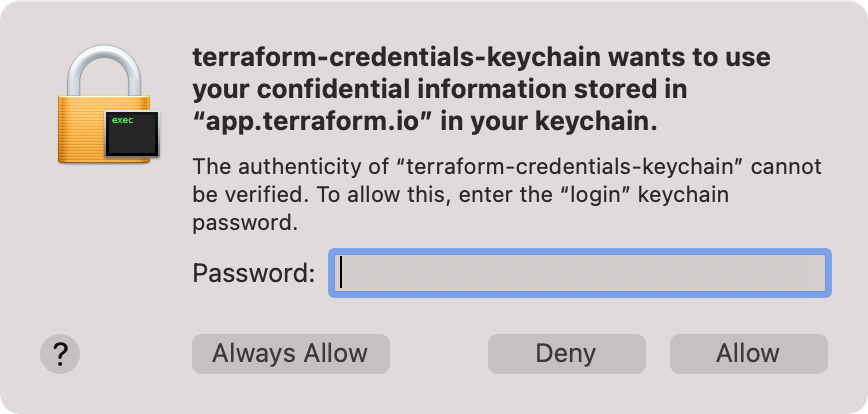 terraform-credentials-keychain wants to use
your confidential information stored in
“app.terraform.io” in your keychain.
exec
The authenticity of “terraform-credentials-keychain” cannot
be verified. To allow this, enter the “login” keychain
password.
Password:
?
Always Allow
Deny
Allow